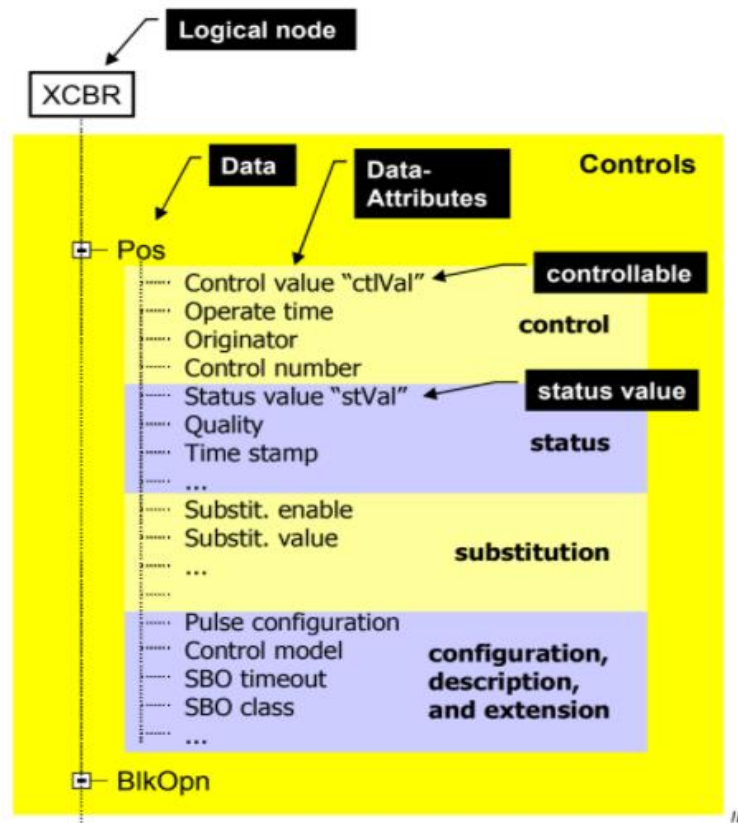 Logical node
XCBR
Controls
Data
Data-
Attributes
Pos
Control value “ctlVal”
controllable
Operate time
Originator
control
Control number
Status value “stVal”
status value
Quality
status
Time stamp
...
Substit. enable
Substit. value
substitution
...
Pulse configuration
Control model
configuration,
SBO timeout
description,
SBO class
and extension
...
BlkOpn